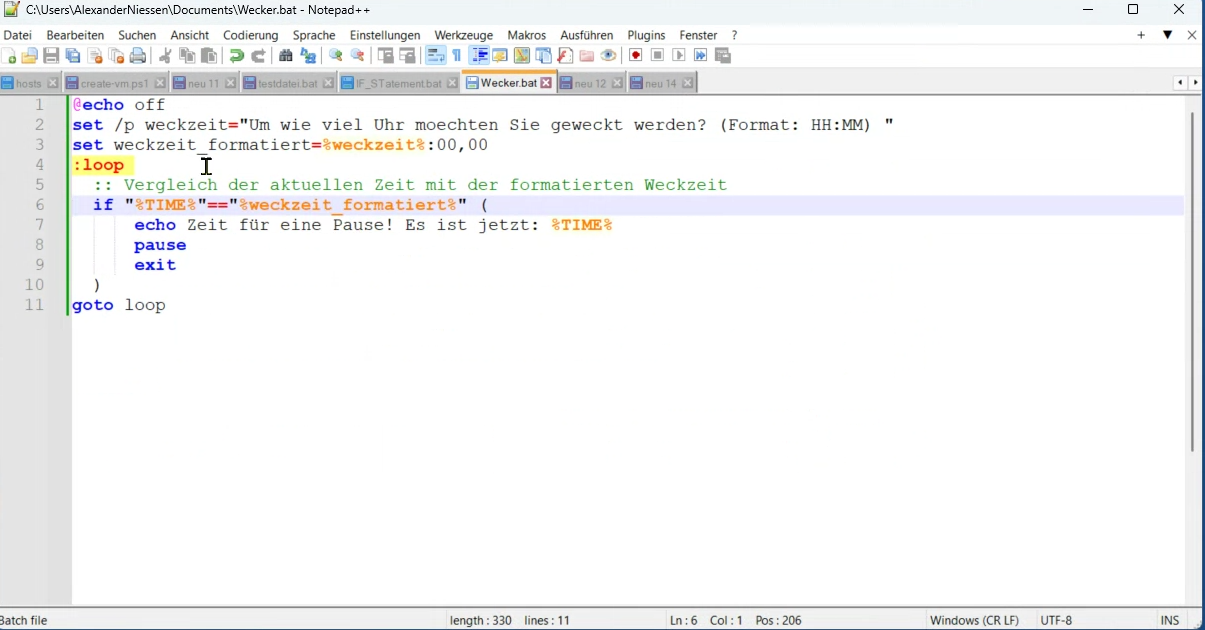 C:\Users\AlexanderNiessen\Documents\Wecker.bat - Notepad++
Datei Bearbeiten Suchen Ansicht Codierung Sprache Einstellungen Werkzeuge Makros Ausführen Plugins Fenster ?
hosts create-vm.ps1 neu 11 testdatei.bat IF_STatement.bat Wecker.bat neu 12 neu 14
1 @echo off
2 set /p weckzeit="Um wie viel Uhr moechten Sie geweckt werden? (Format: HH:MM) "
3 set weckzeit_formatiert=%weckzeit%:00,00
4 :loop
5 :: Vergleich der aktuellen Zeit mit der formatierten Weckzeit
6 if "%TIME%"=="%weckzeit_formatiert%" (
7 echo Zeit für eine Pause! Es ist jetzt: %TIME%
8 pause
9 exit
10 )
11 goto loop
Batch file length : 330 lines : 11 Ln : 6 Col : 1 Pos : 206 Windows (CR LF) UTF-8 INS